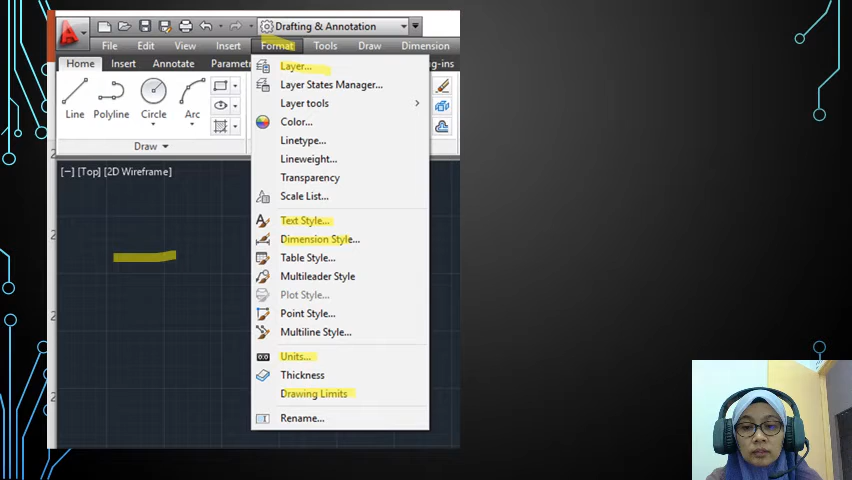 Drafting & Annotation
File Edit View Insert Format Tools Draw Dimension
Home Insert Annotate
Line Polyline Circle Arc
Draw
[−] [Top] [2D Wireframe]
Layer...
Layer States Manager...
Layer tools
Color...
Linetype...
Lineweight...
Transparency
Scale List...
Text Style...
Dimension Style...
Table Style...
Multileader Style
Plot Style...
Point Style...
Multiline Style...
Units...
Thickness
Drawing Limits
Rename...